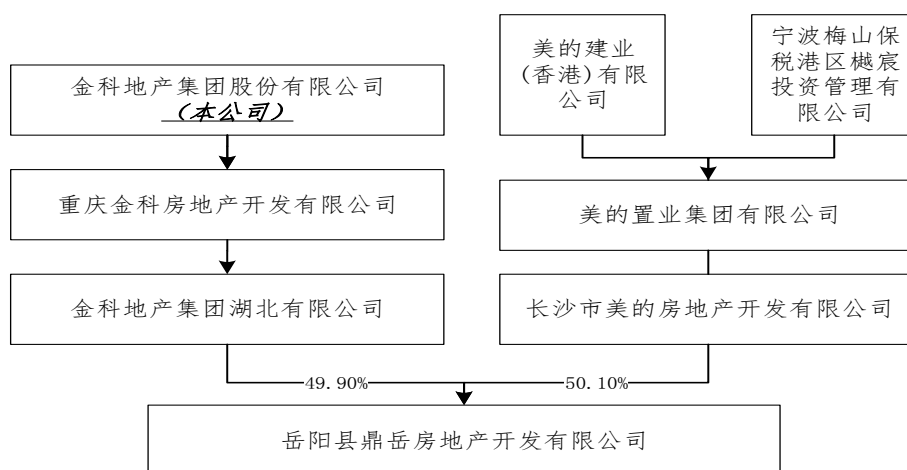 金科地产集团股份有限公司
(本公司)
美的建业
(香港)有限
公司
宁波梅山保
税港区樾宸
投资管理有
限公司
重庆金科房地产开发有限公司
美的置业集团有限公司
金科地产集团湖北有限公司
长沙市美的房地产开发有限公司
49.90%
50.10%
岳阳县鼎岳房地产开发有限公司